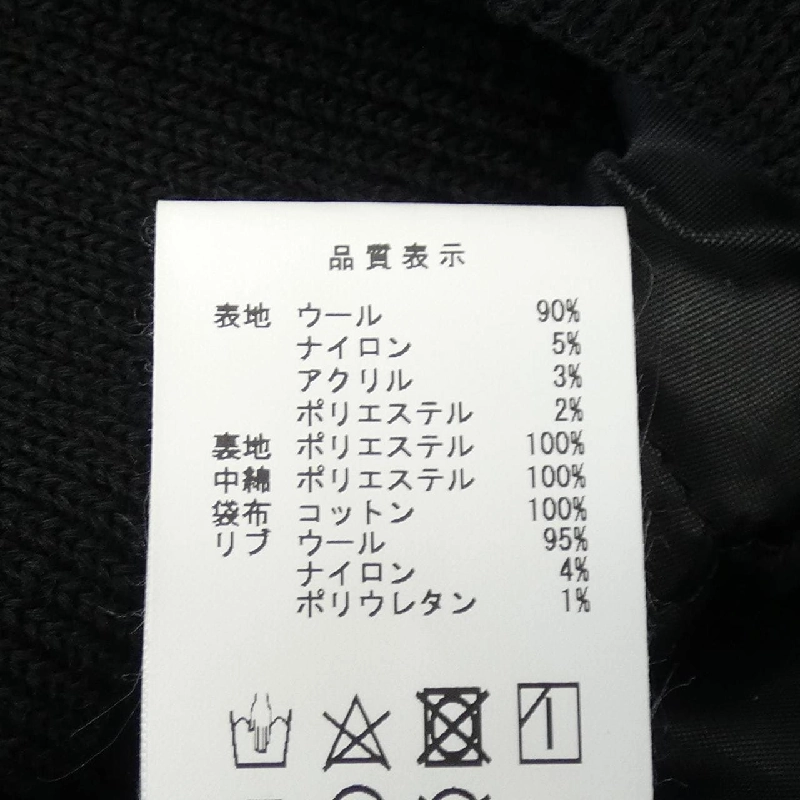 品質表示
表地 ウール 90%
ナイロン 5%
アクリル 3%
ポリエステル 2%
裏地 ポリエステル 100%
中綿 ポリエステル 100%
袋布 コットン 100%
リブ ウール 95%
ナイロン 4%
ポリウレタン 1%